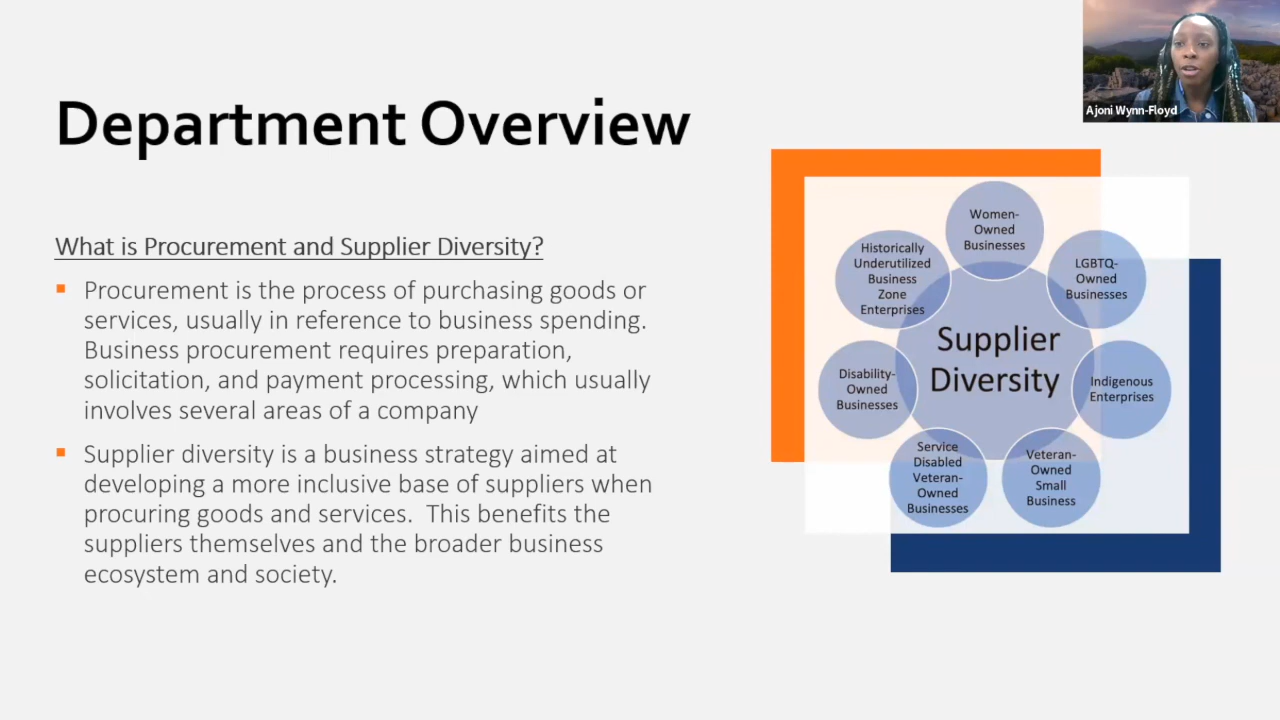 Department Overview
Ajoni Wynn-Floyd
What is Procurement and Supplier Diversity?
Procurement is the process of purchasing goods or
services, usually in reference to business spending.
Business procurement requires preparation,
solicitation, and payment processing, which usually
involves several areas of a company
Supplier diversity is a business strategy aimed at
developing a more inclusive base of suppliers when
procuring goods and services.  This benefits the
suppliers themselves and the broader business
ecosystem and society.
Women-
Owned
Businesses
LGBTQ-
Owned
Businesses
Indigenous
Enterprises
Veteran-
Owned
Small
Business
Service
Disabled
Veteran-
Owned
Businesses
Disability-
Owned
Businesses
Historically
Underutilized
Business
Zone
Enterprises
Supplier
Diversity